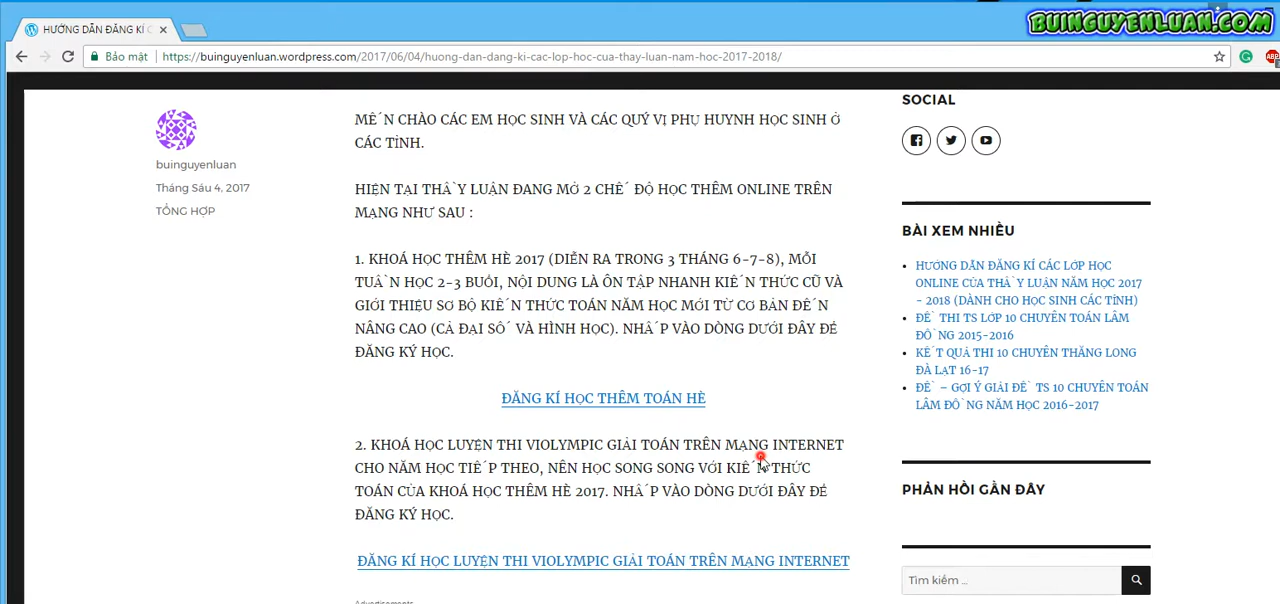 HƯỚNG DẪN ĐĂNG KÍ C
BUINGUYENLUAN.COM
Bảo mật
https://buinguyenluan.wordpress.com/2017/06/04/huong-dan-dang-ki-cac-lop-hoc-cua-thay-luan-nam-hoc-2017-2018/
ABP
buinguyenluan
Tháng Sáu 4, 2017
TỔNG HỢP
MẾN CHÀO CÁC EM HỌC SINH VÀ CÁC QUÝ VỊ PHỤ HUYNH HỌC SINH Ở
CÁC TỈNH.
HIỆN TẠI THẦY LUẬN ĐANG MỞ 2 CHẾ ĐỘ HỌC THÊM ONLINE TRÊN
MẠNG NHƯ SAU :
1. KHOÁ HỌC THÊM HÈ 2017 (DIỄN RA TRONG 3 THÁNG 6-7-8), MỖI
TUẦN HỌC 2-3 BUỔI, NỘI DUNG LÀ ÔN TẬP NHANH KIẾN THỨC CŨ VÀ
GIỚI THIỆU SƠ BỘ KIẾN THỨC TOÁN NĂM HỌC MỚI TỪ CƠ BẢN ĐẾN
NÂNG CAO (CẢ ĐẠI SỐ VÀ HÌNH HỌC). NHẤP VÀO DÒNG DƯỚI ĐÂY ĐỂ
ĐĂNG KÝ HỌC.
ĐĂNG KÍ HỌC THÊM TOÁN HÈ
2. KHOÁ HỌC LUYỆN THI VIOLYMPIC GIẢI TOÁN TRÊN MẠNG INTERNET
CHO NĂM HỌC TIẾP THEO, NÊN HỌC SONG SONG VỚI KIẾN THỨC
TOÁN CỦA KHOÁ HỌC THÊM HÈ 2017. NHẤP VÀO DÒNG DƯỚI ĐÂY ĐỂ
ĐĂNG KÝ HỌC.
ĐĂNG KÍ HỌC LUYỆN THI VIOLYMPIC GIẢI TOÁN TRÊN MẠNG INTERNET
Advertisements
SOCIAL
BÀI XEM NHIỀU
HƯỚNG DẪN ĐĂNG KÍ CÁC LỚP HỌC
ONLINE CỦA THẦY LUẬN NĂM HỌC 2017
- 2018 (DÀNH CHO HỌC SINH CÁC TỈNH)
ĐỀ THI TS LỚP 10 CHUYÊN TOÁN LÂM
ĐỒNG 2015-2016
KẾT QUẢ THI 10 CHUYÊN THĂNG LONG
ĐÀ LẠT 16-17
ĐỀ – GỢI Ý GIẢI ĐỀ TS 10 CHUYÊN TOÁN
LÂM ĐỒNG NĂM HỌC 2016-2017
PHẢN HỒI GẦN ĐÂY
Tìm kiếm …